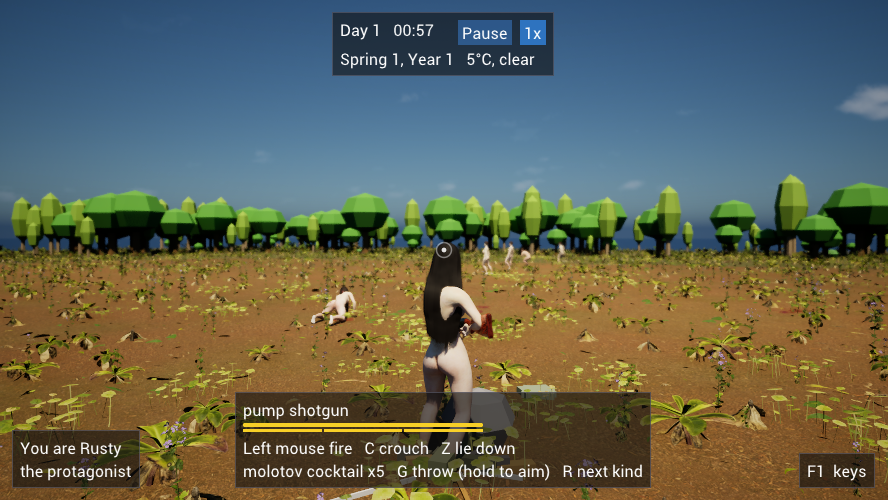 Day 1 00:57 Pause 1x
Spring 1, Year 1 5°C, clear
pump shotgun
Left mouse fire C crouch Z lie down
molotov cocktail x5 G throw (hold to aim) R next kind
You are Rusty
the protagonist
F1 keys